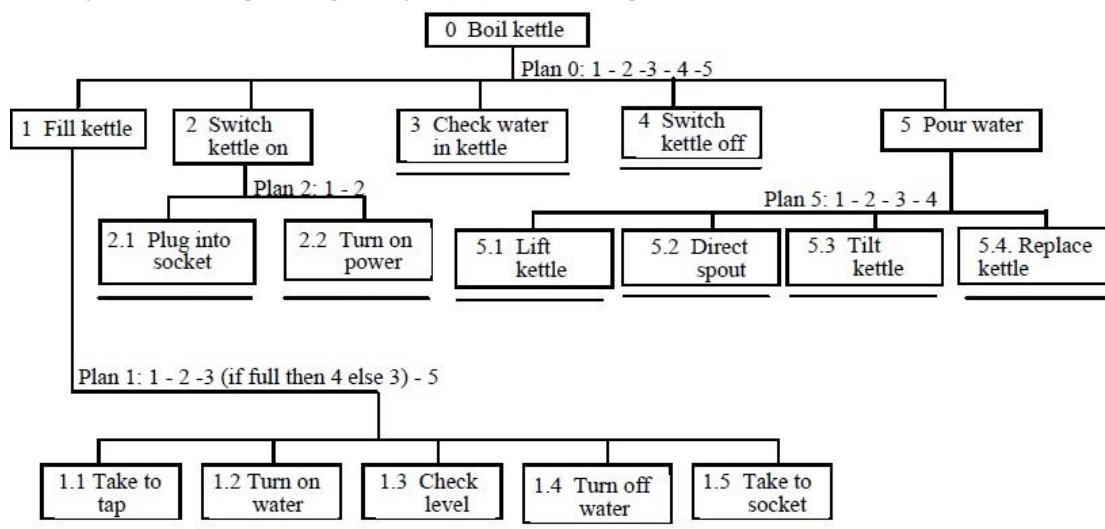 0 Boil kettle
Plan 0: 1 - 2 -3 - 4 -5
1 Fill kettle
2 Switch
kettle on
3 Check water
in kettle
4 Switch
kettle off
5 Pour water
Plan 2: 1 - 2
Plan 5: 1 - 2 - 3 - 4
2.1 Plug into
socket
2.2 Turn on
power
5.1 Lift
kettle
5.2 Direct
spout
5.3 Tilt
kettle
5.4. Replace
kettle
Plan 1: 1 - 2 -3 (if full then 4 else 3) - 5
1.1 Take to
tap
1.2 Turn on
water
1.3 Check
level
1.4 Turn off
water
1.5 Take to
socket